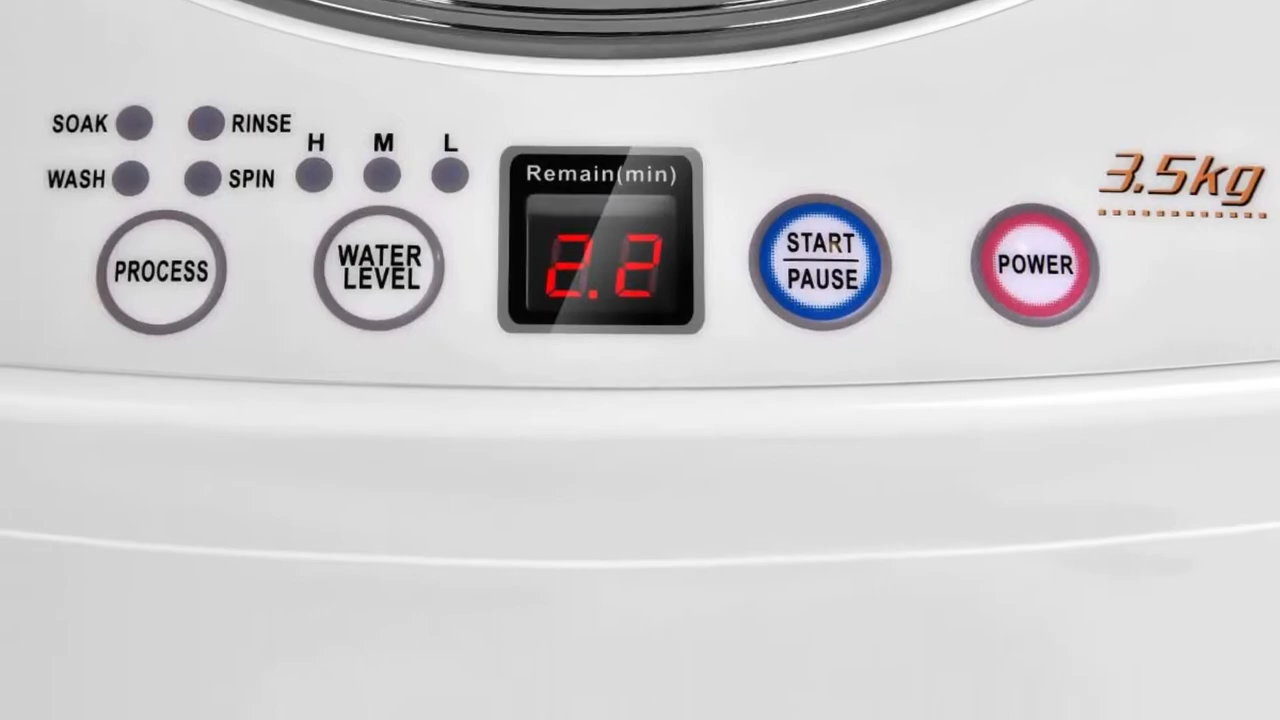 SOAK
RINSE
WASH
SPIN
H M L
PROCESS
WATER
LEVEL
Remain(min)
2.2
START
PAUSE
POWER
3.5kg